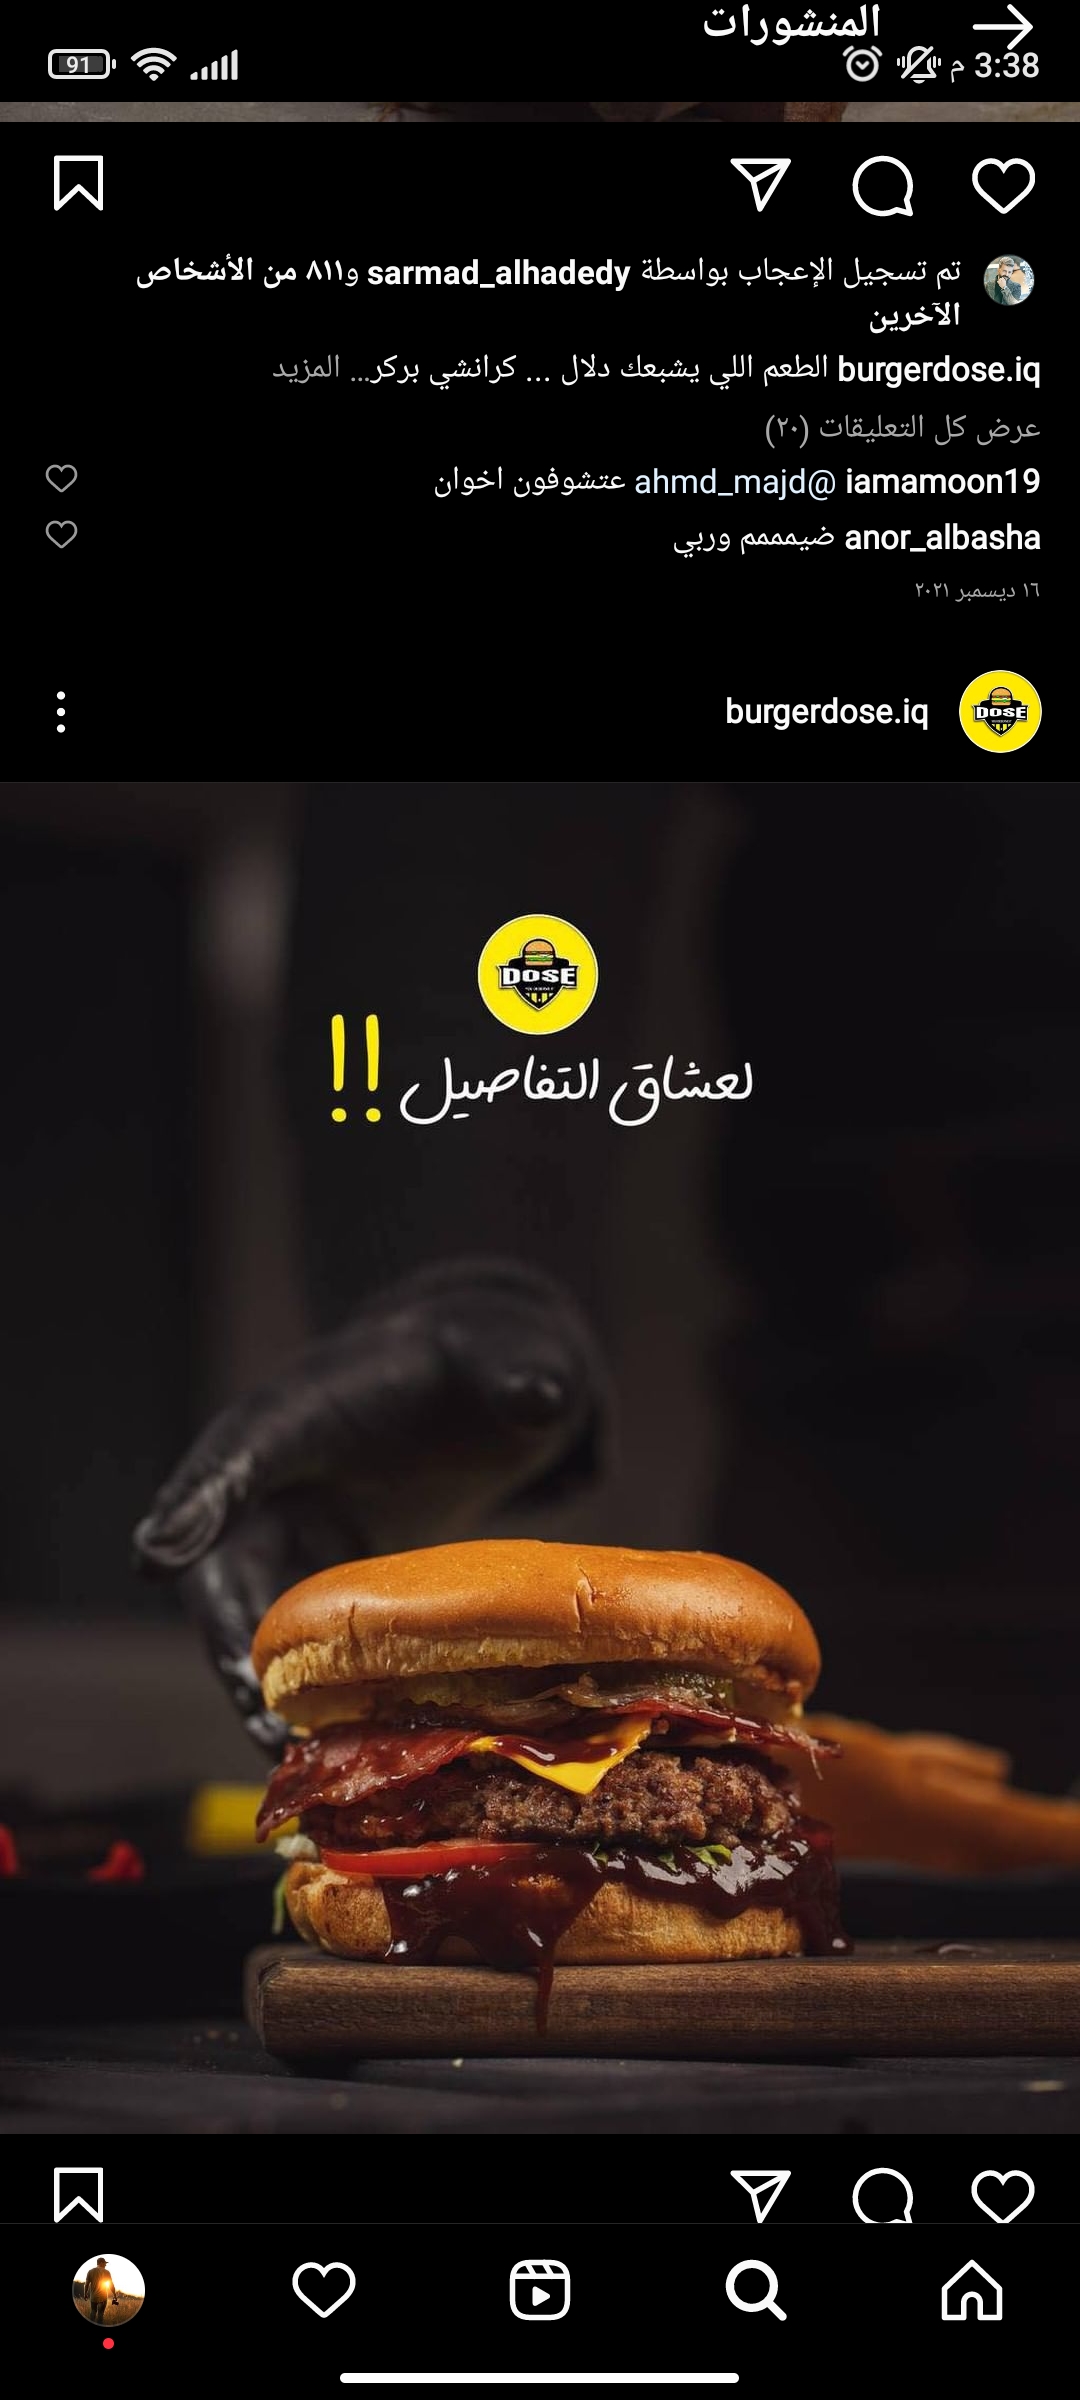 المنشورات
3:38 م
91
تم تسجيل الإعجاب بواسطة sarmad_alhadedy و٨١١ من الأشخاص
الآخرين
burgerdose.iq الطعم اللي يشبعك دلال ... كرانشي بركر... المزيد
عرض كل التعليقات (٢٠)
iamamoon19 @ahmd_majd عتشوفون اخوان
anor_albasha ضيمممم وربي
١٦ ديسمبر ٢٠٢١
DOSE
burgerdose.iq
DOSE
لعشاق التفاصيل !!